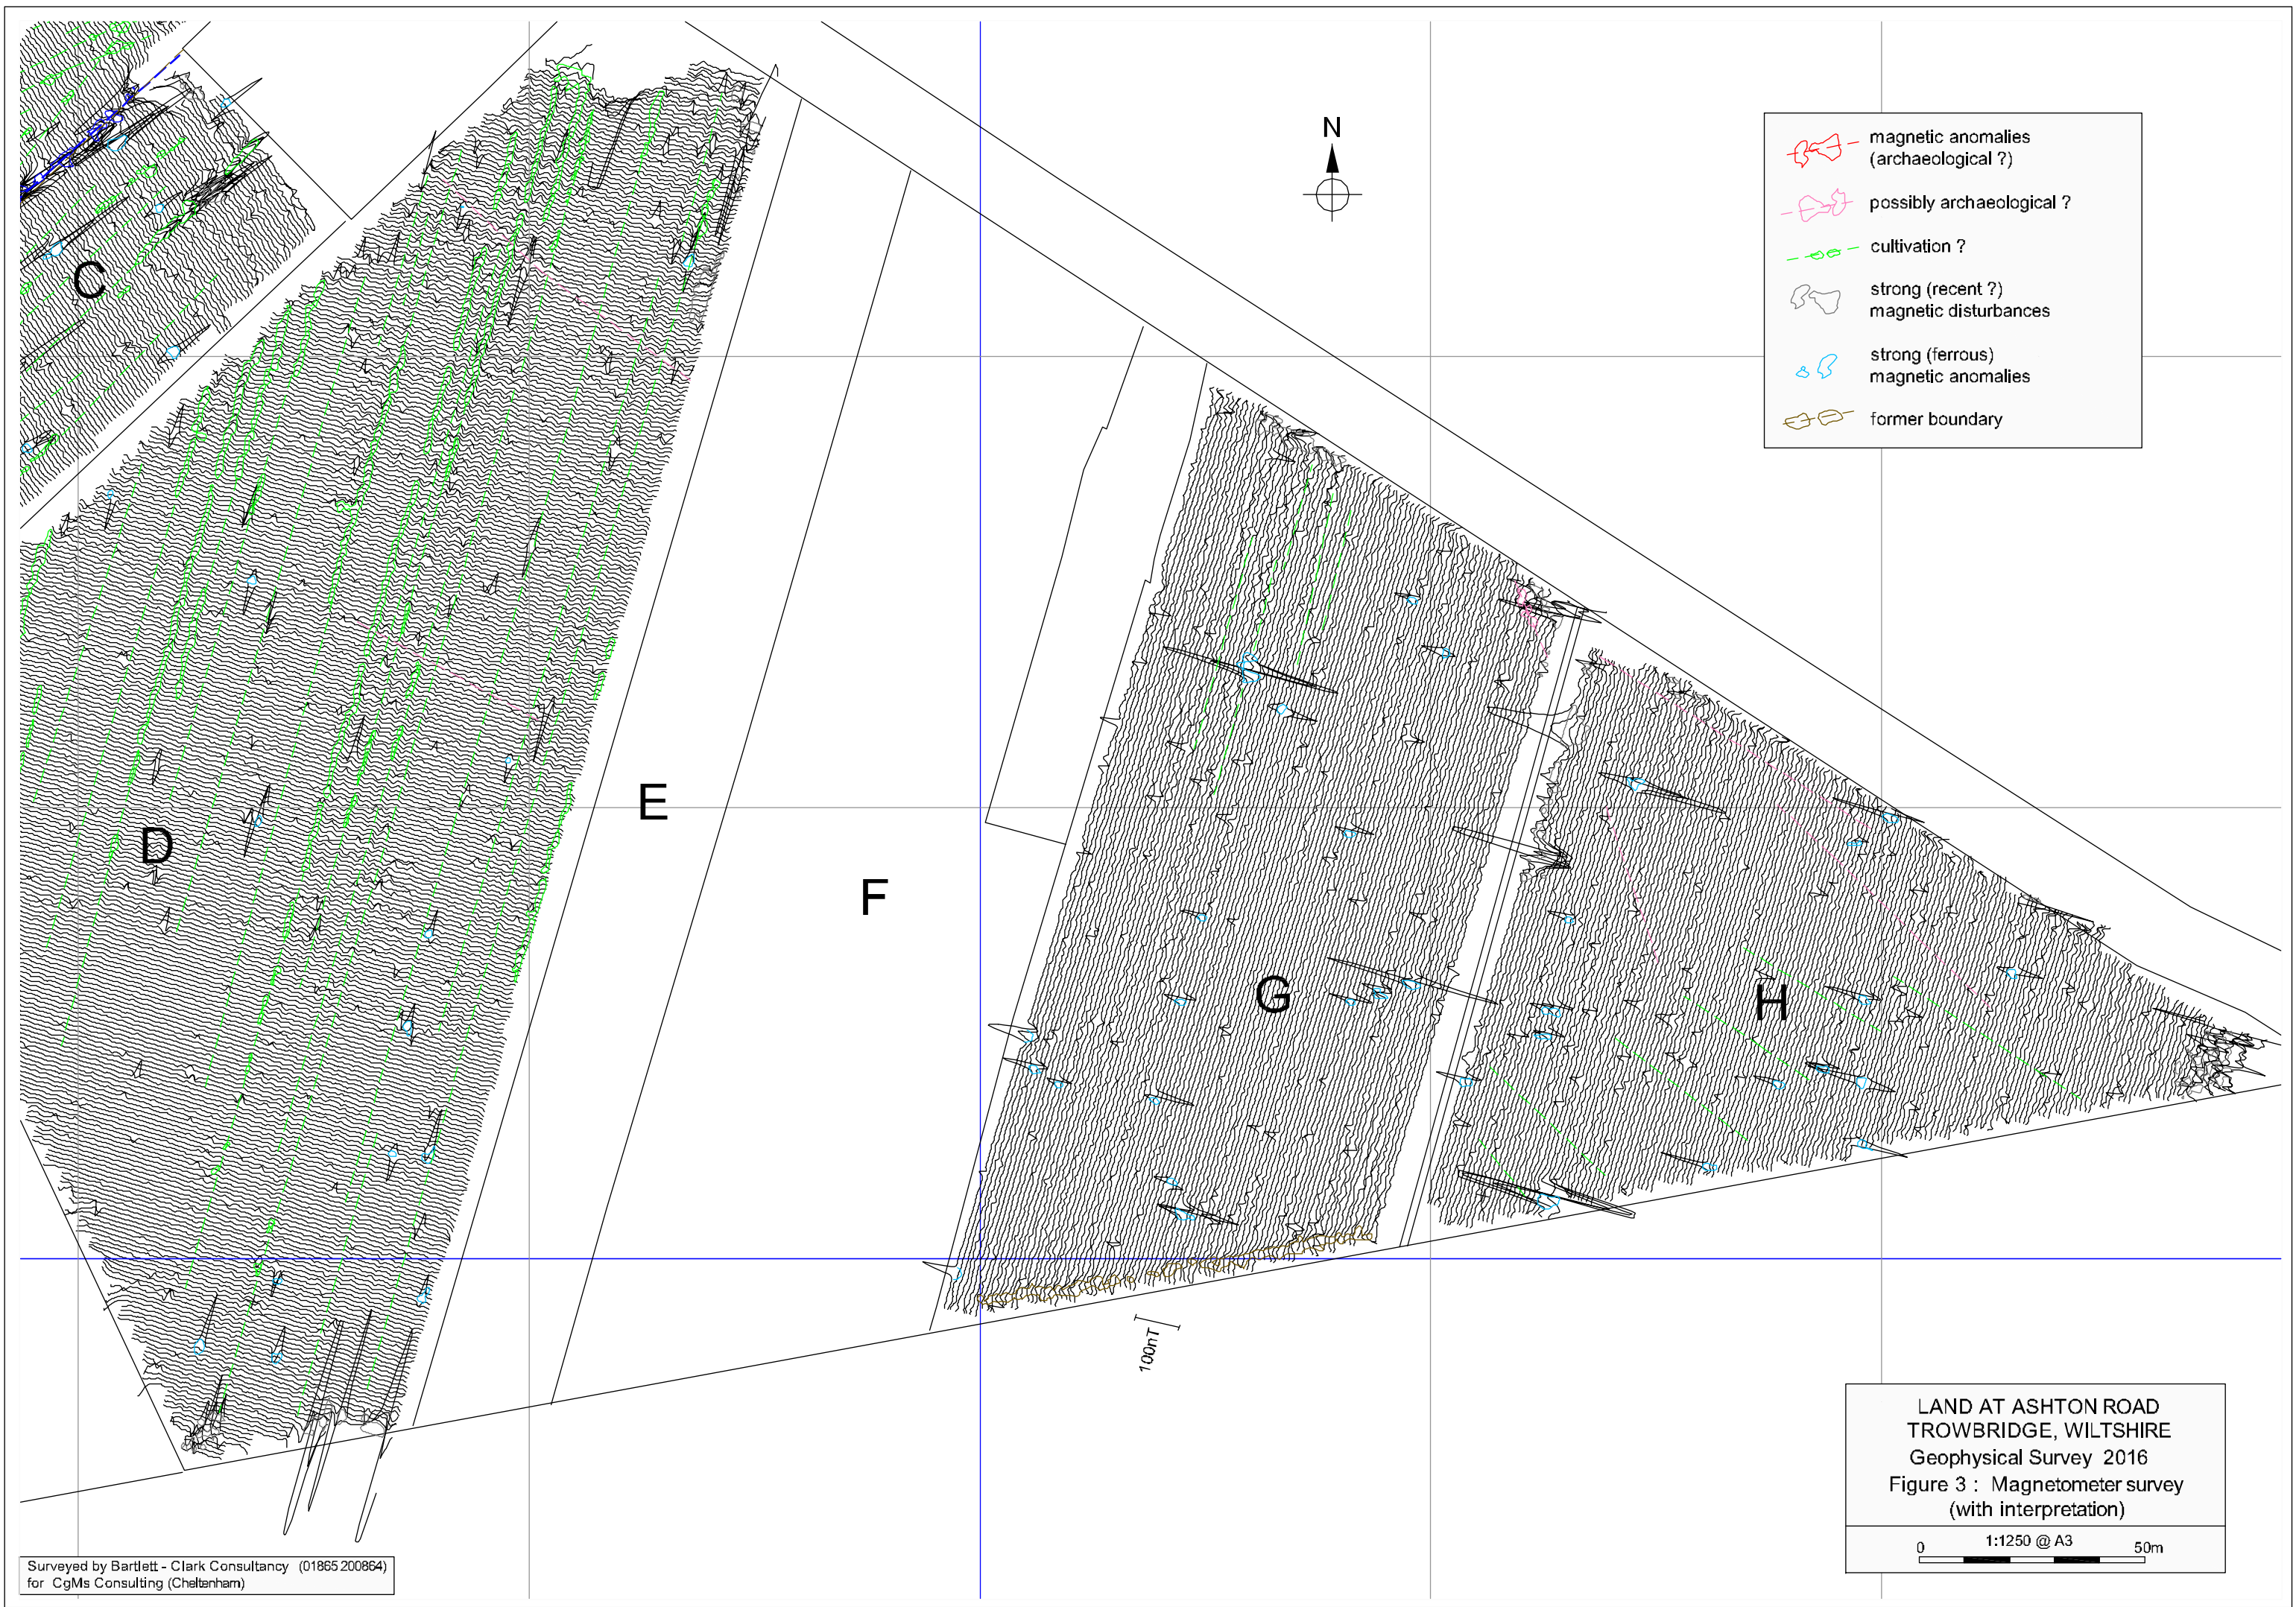 N
magnetic anomalies
(archaeological ?)
possibly archaeological ?
cultivation ?
strong (recent ?)
magnetic disturbances
strong (ferrous)
magnetic anomalies
former boundary
C
D
E
F
G
H
100nT
LAND AT ASHTON ROAD
TROWBRIDGE, WILTSHIRE
Geophysical Survey 2016
Figure 3 : Magnetometer survey
(with interpretation)
1:1250 @ A3
0 50m
Surveyed by Bartlett - Clark Consultancy (01865 200864)
for CgMs Consulting (Cheltenham)